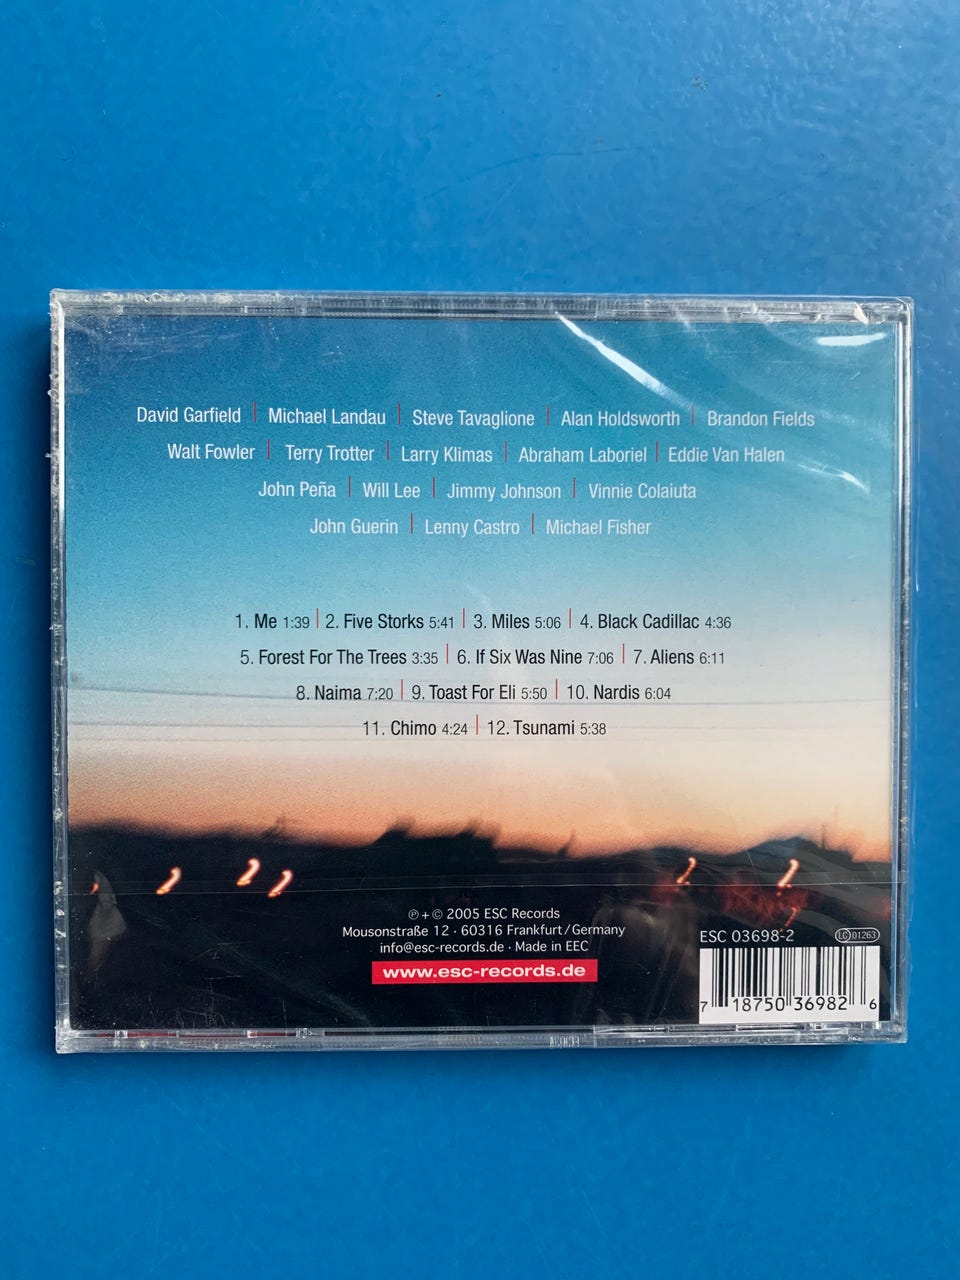 David Garfield | Michael Landau | Steve Tavaglione | Alan Holdsworth | Brandon Fields
Walt Fowler | Terry Trotter | Larry Klimas | Abraham Laboriel | Eddie Van Halen
John Peña | Will Lee | Jimmy Johnson | Vinnie Colaiuta
John Guerin | Lenny Castro | Michael Fisher
1. Me 1:39 | 2. Five Storks 5:41 | 3. Miles 5:06 | 4. Black Cadillac 4:36
5. Forest For The Trees 3:35 | 6. If Six Was Nine 7:06 | 7. Aliens 6:11
8. Naima 7:20 | 9. Toast For Eli 5:50 | 10. Nardis 6:04
11. Chimo 4:24 | 12. Tsunami 5:38
℗ + © 2005 ESC Records
Mousonstraße 12 · 60316 Frankfurt/Germany
info@esc-records.de · Made in EEC
www.esc-records.de
ESC 03698-2 LC 01263
7 18750 36982 6